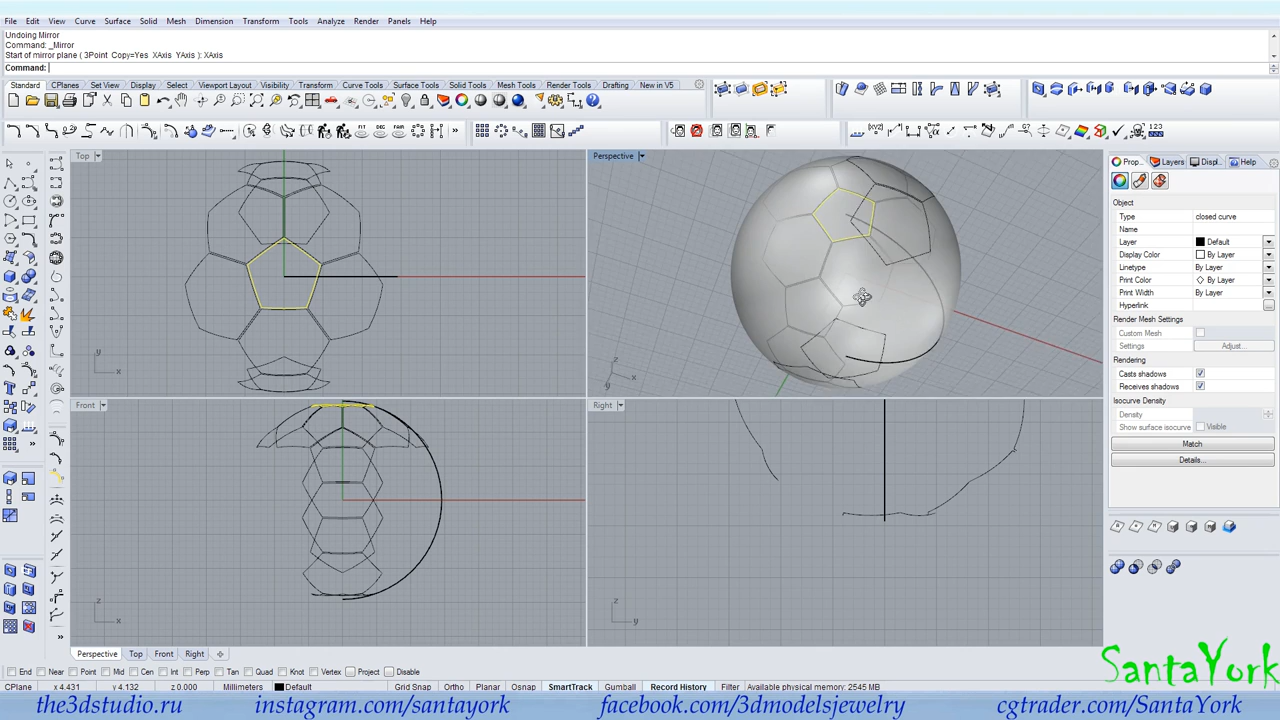 File Edit View Curve Surface Solid Mesh Dimension Transform Tools Analyze Render Panels Help
Undoing Mirror
Command: _Mirror
Start of mirror plane ( 3Point Copy=Yes XAxis YAxis ): XAxis
Command:
Standard CPlanes Set View Display Select Viewport Layout Visibility Transform Curve Tools Surface Tools Solid Tools Mesh Tools Render Tools Drafting New in V5
Top
Perspective
Prop... Layers Displ... Help
Object
Type closed curve
Name
Layer Default
Display Color By Layer
Linetype By Layer
Print Color By Layer
Print Width By Layer
Hyperlink
Render Mesh Settings
Custom Mesh
Settings Adjust...
Rendering
Casts shadows
Receives shadows
Isocurve Density
Density
Show surface isocurve Visible
Match
Details...
y x
z y x
Front
Right
z x
z y
Perspective Top Front Right
End Near Point Mid Cen Int Perp Tan Quad Knot Vertex Project Disable
CPlane x 4.431 y 4.132 z 0.000 Millimeters Default Grid Snap Ortho Planar Osnap SmartTrack Gumball Record History Filter Available physical memory: 2545 MB
SantaYork
the3dstudio.ru instagram.com/santayork facebook.com/3dmodelsjewelry cgtrader.com/SantaYork